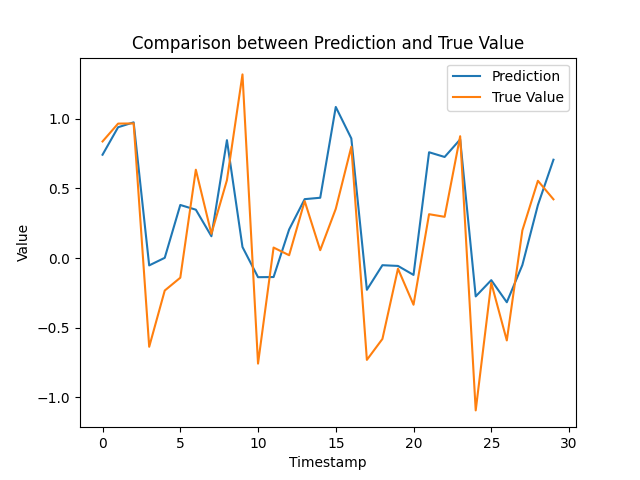 Comparison between Prediction and True Value
Prediction
True Value
1.0
0.5
0.0
−0.5
−1.0
Value
0 5 10 15 20 25 30
Timestamp